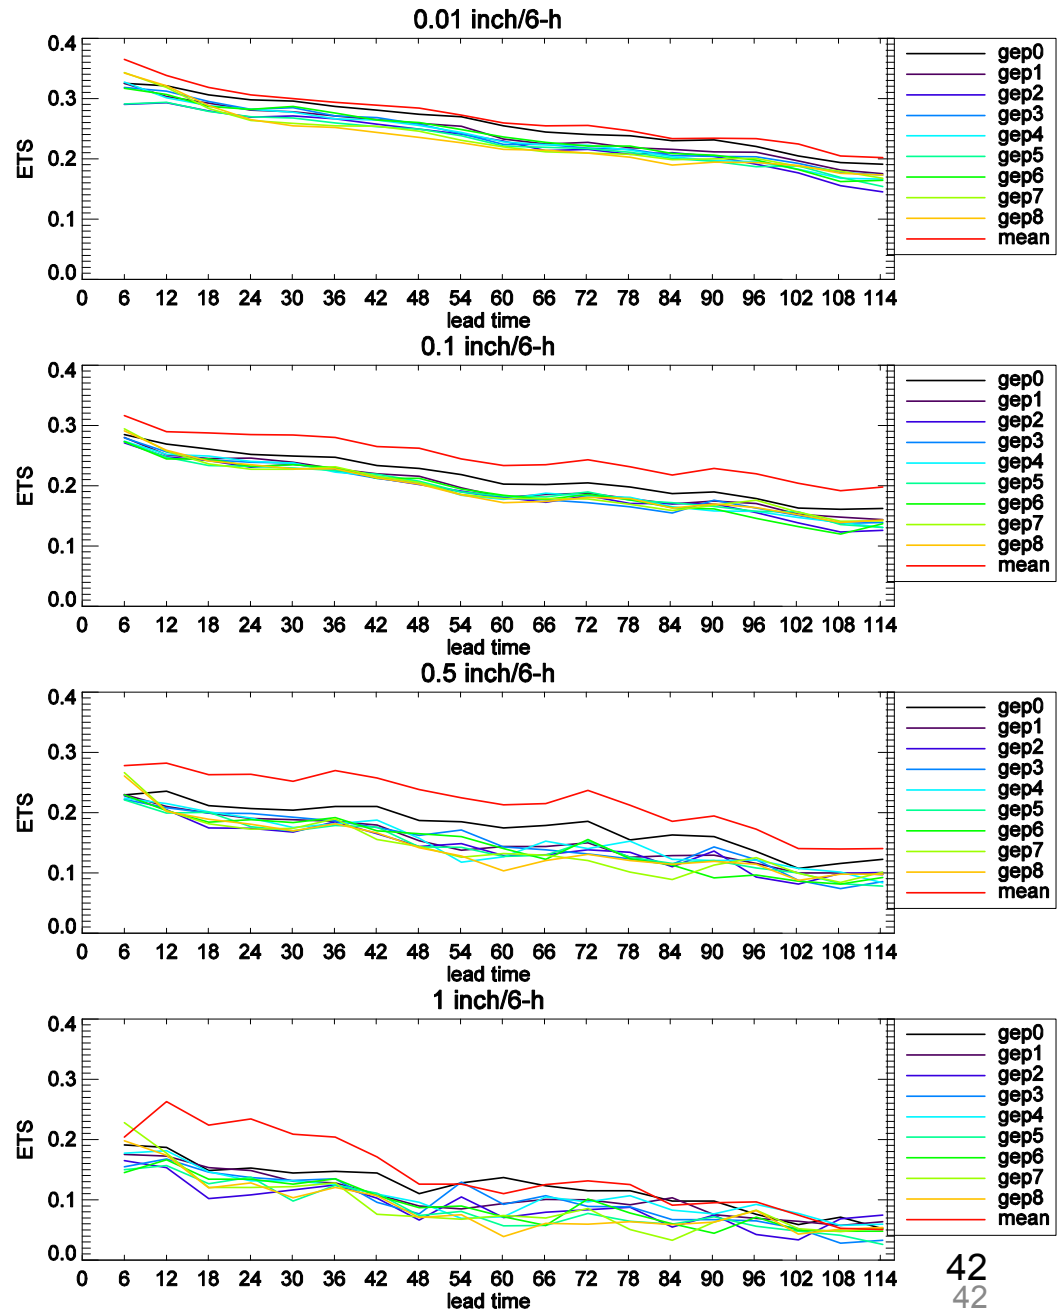 0.01 inch/6-h
0.4
0.3
0.2
0.1
0.0
ETS
0 6 12 18 24 30 36 42 48 54 60 66 72 78 84 90 96 102 108 114
lead time
gep0
gep1
gep2
gep3
gep4
gep5
gep6
gep7
gep8
mean
0.1 inch/6-h
0.4
0.3
0.2
0.1
0.0
ETS
0 6 12 18 24 30 36 42 48 54 60 66 72 78 84 90 96 102 108 114
lead time
gep0
gep1
gep2
gep3
gep4
gep5
gep6
gep7
gep8
mean
0.5 inch/6-h
0.4
0.3
0.2
0.1
0.0
ETS
0 6 12 18 24 30 36 42 48 54 60 66 72 78 84 90 96 102 108 114
lead time
gep0
gep1
gep2
gep3
gep4
gep5
gep6
gep7
gep8
mean
1 inch/6-h
0.4
0.3
0.2
0.1
0.0
ETS
0 6 12 18 24 30 36 42 48 54 60 66 72 78 84 90 96 102 108 114
lead time
gep0
gep1
gep2
gep3
gep4
gep5
gep6
gep7
gep8
mean
42
42